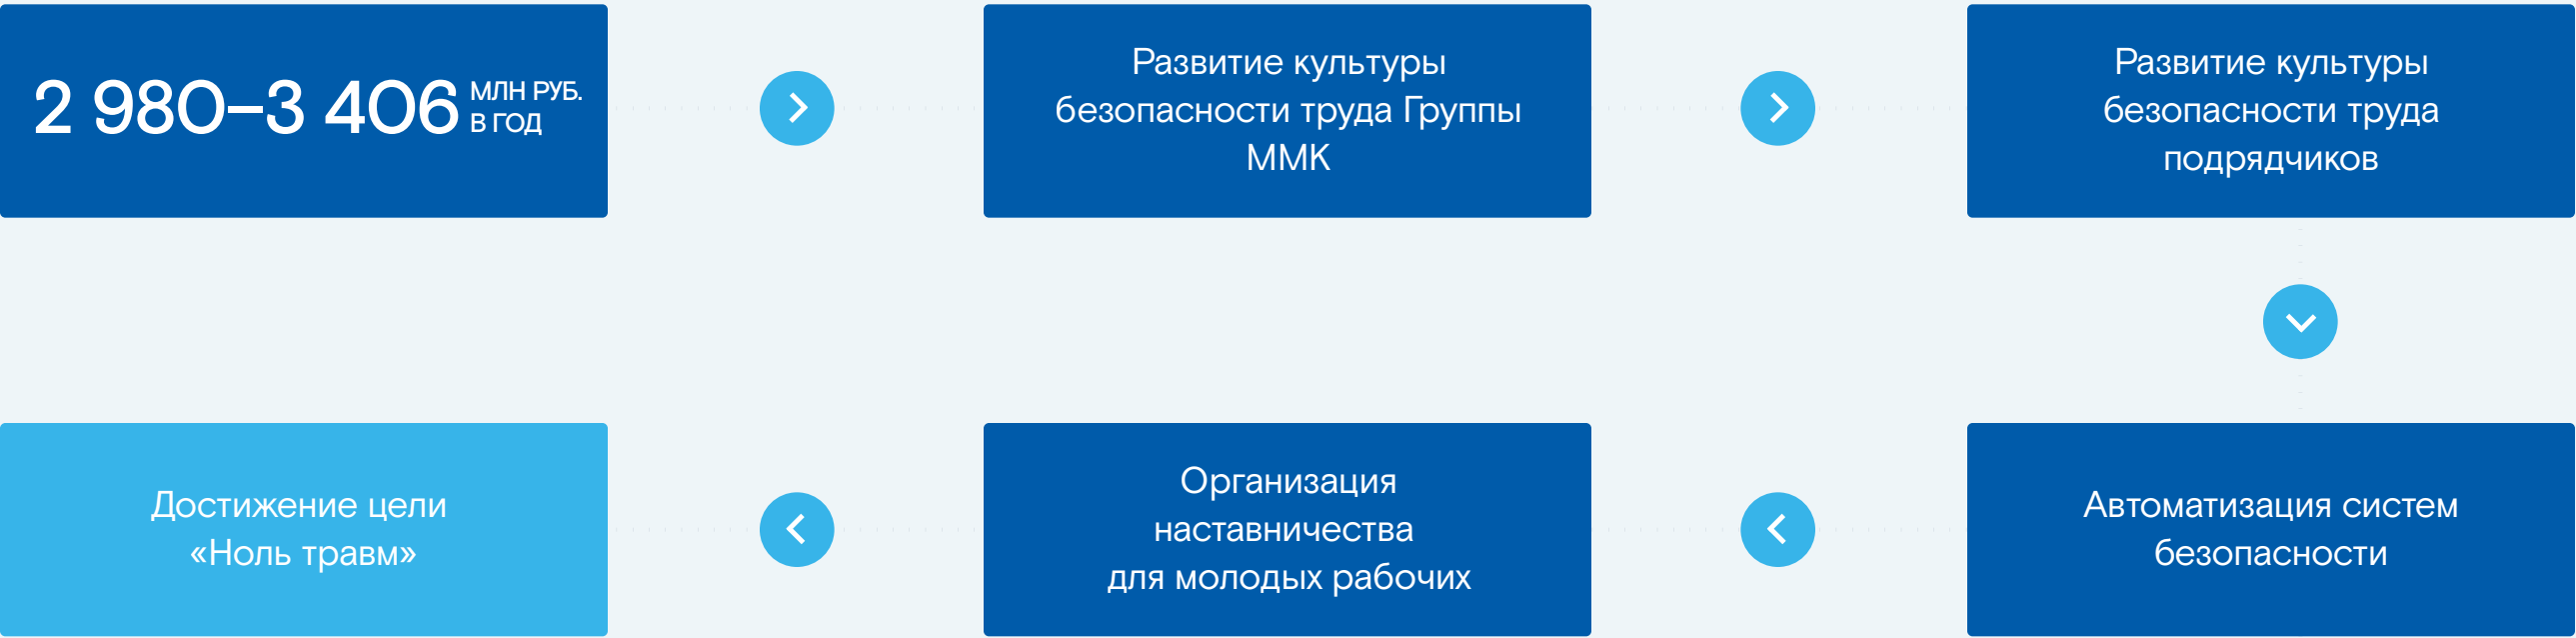 2 980–3 406 МЛН РУБ.
В ГОД
Развитие культуры
безопасности труда Группы
ММК
Развитие культуры
безопасности труда
подрядчиков
Автоматизация систем
безопасности
Организация
наставничества
для молодых рабочих
Достижение цели
«Ноль травм»